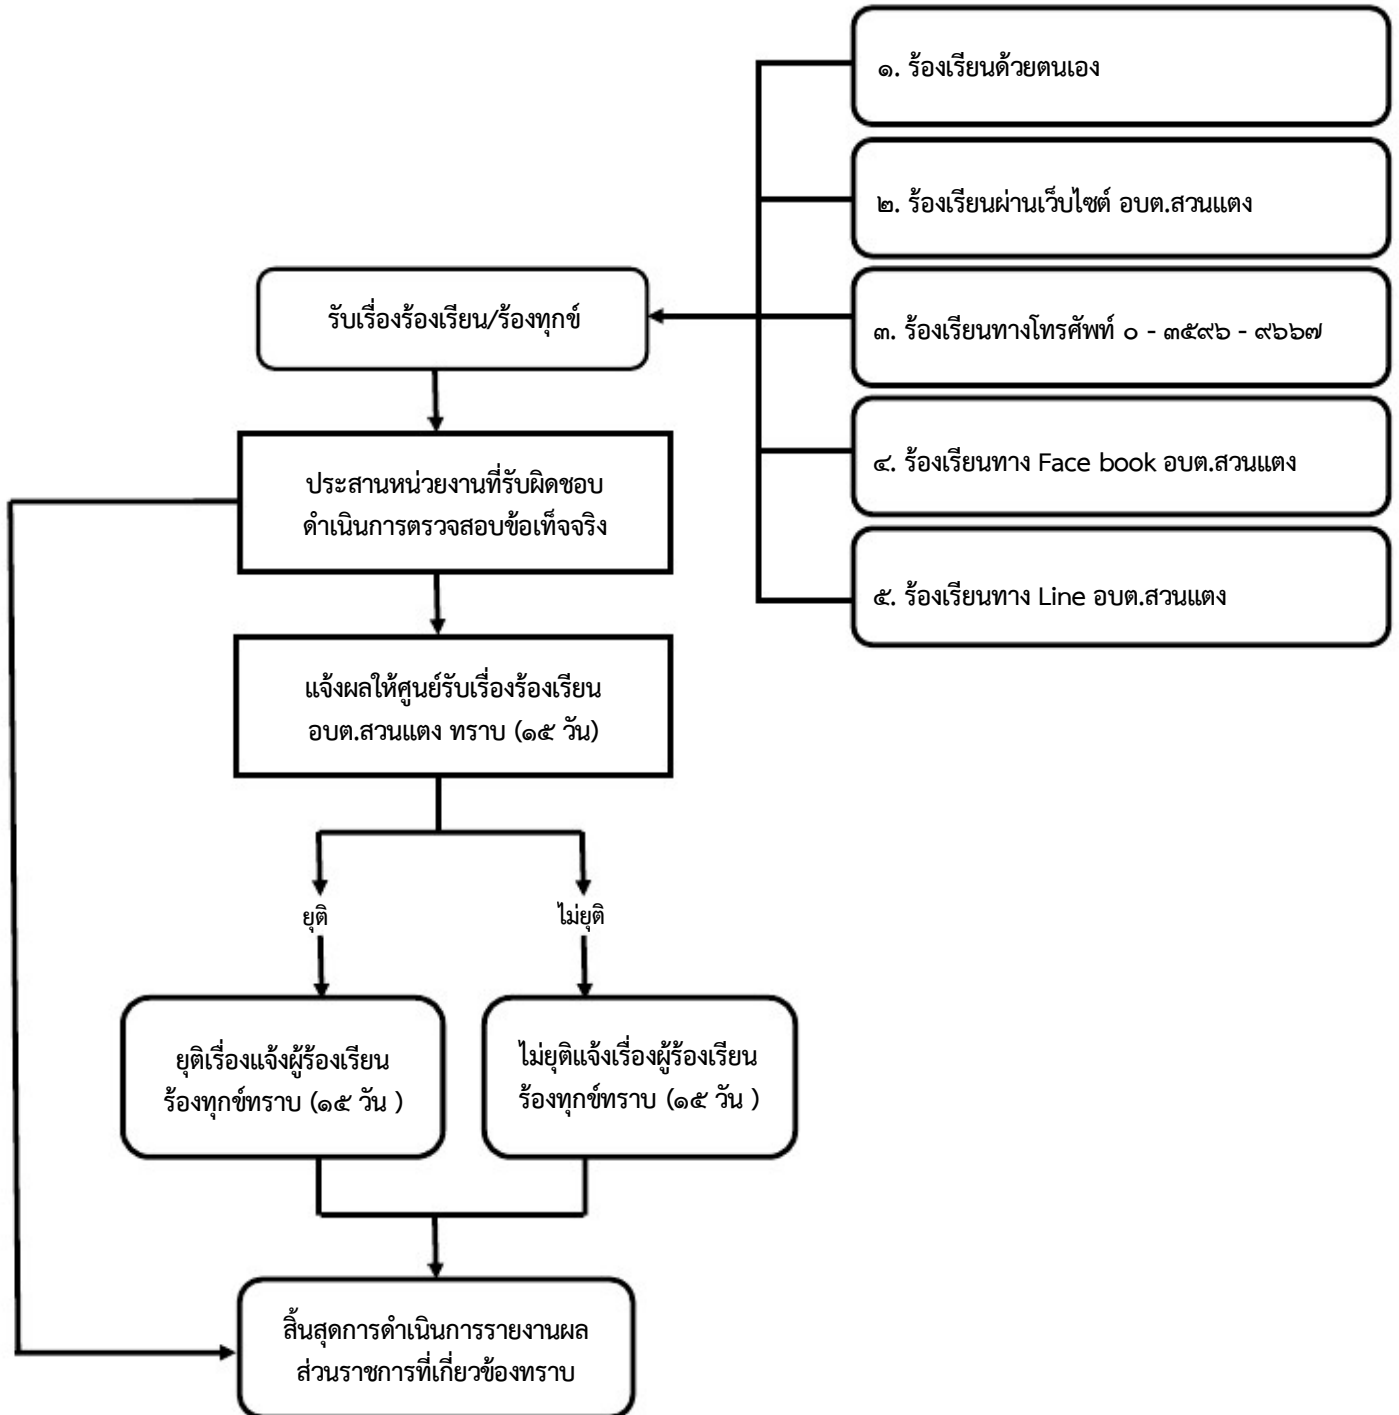 ๑. ร้องเรียนด้วยตนเอง
๒. ร้องเรียนผ่านเว็บไซต์ อบต.สวนแตง
๓. ร้องเรียนทางโทรศัพท์ ๐ - ๓๕๙๖ - ๙๖๖๗
๔. ร้องเรียนทาง Face book อบต.สวนแตง
๕. ร้องเรียนทาง Line อบต.สวนแตง
รับเรื่องร้องเรียน/ร้องทุกข์
ประสานหน่วยงานที่รับผิดชอบ
ดำเนินการตรวจสอบข้อเท็จจริง
แจ้งผลให้ศูนย์รับเรื่องร้องเรียน
อบต.สวนแตง ทราบ (๑๕ วัน)
ยุติ
ไม่ยุติ
ยุติเรื่องแจ้งผู้ร้องเรียน
ร้องทุกข์ทราบ (๑๕ วัน )
ไม่ยุติแจ้งเรื่องผู้ร้องเรียน
ร้องทุกข์ทราบ (๑๕ วัน )
สิ้นสุดการดำเนินการรายงานผล
ส่วนราชการที่เกี่ยวข้องทราบ